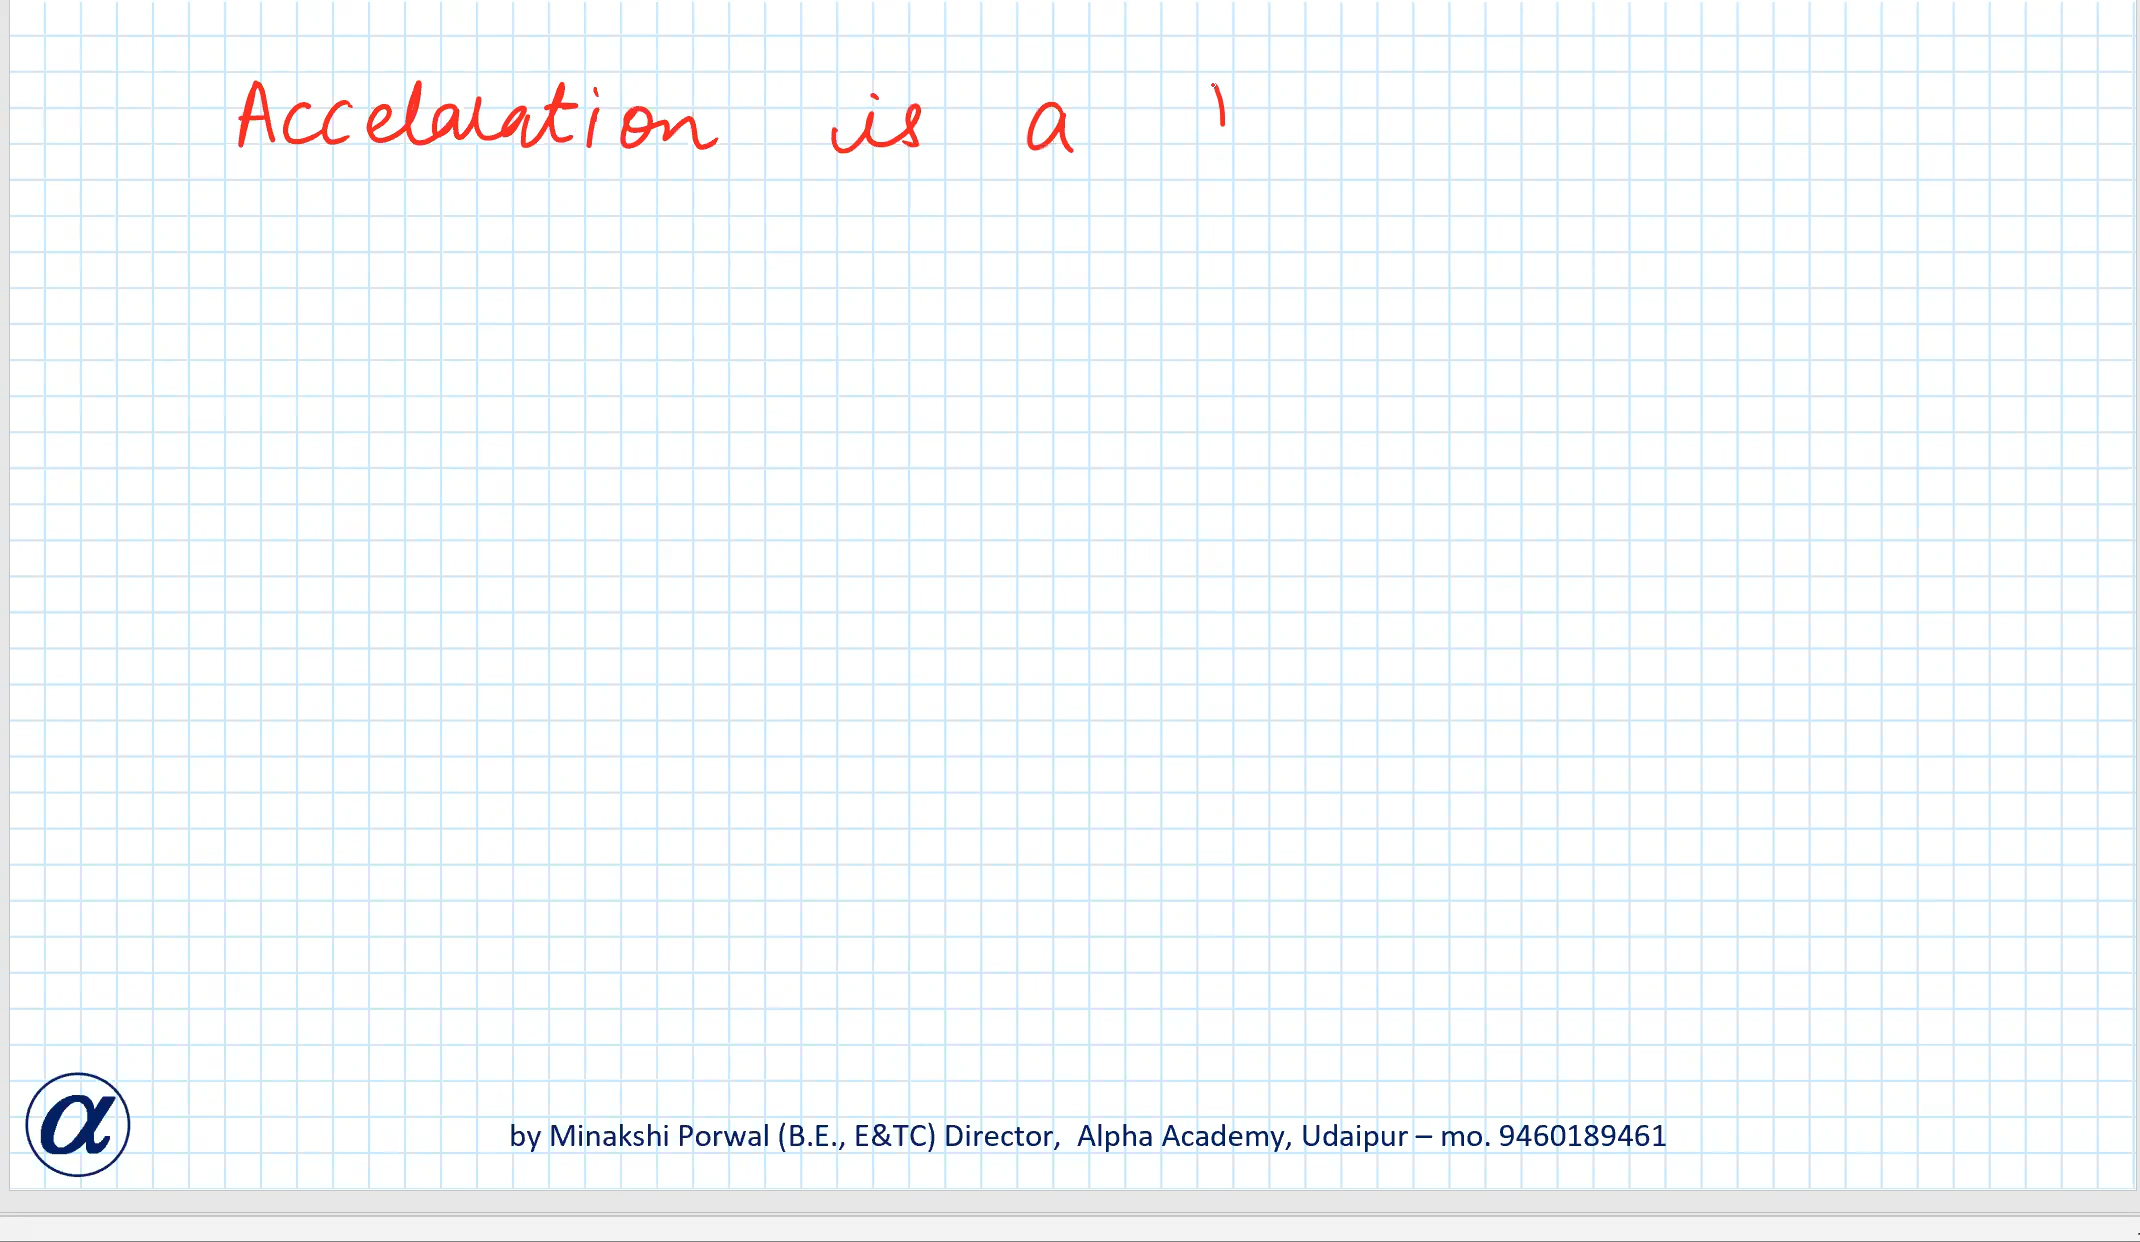 Accelaration is a
α
by Minakshi Porwal (B.E., E&TC) Director, Alpha Academy, Udaipur – mo. 9460189461